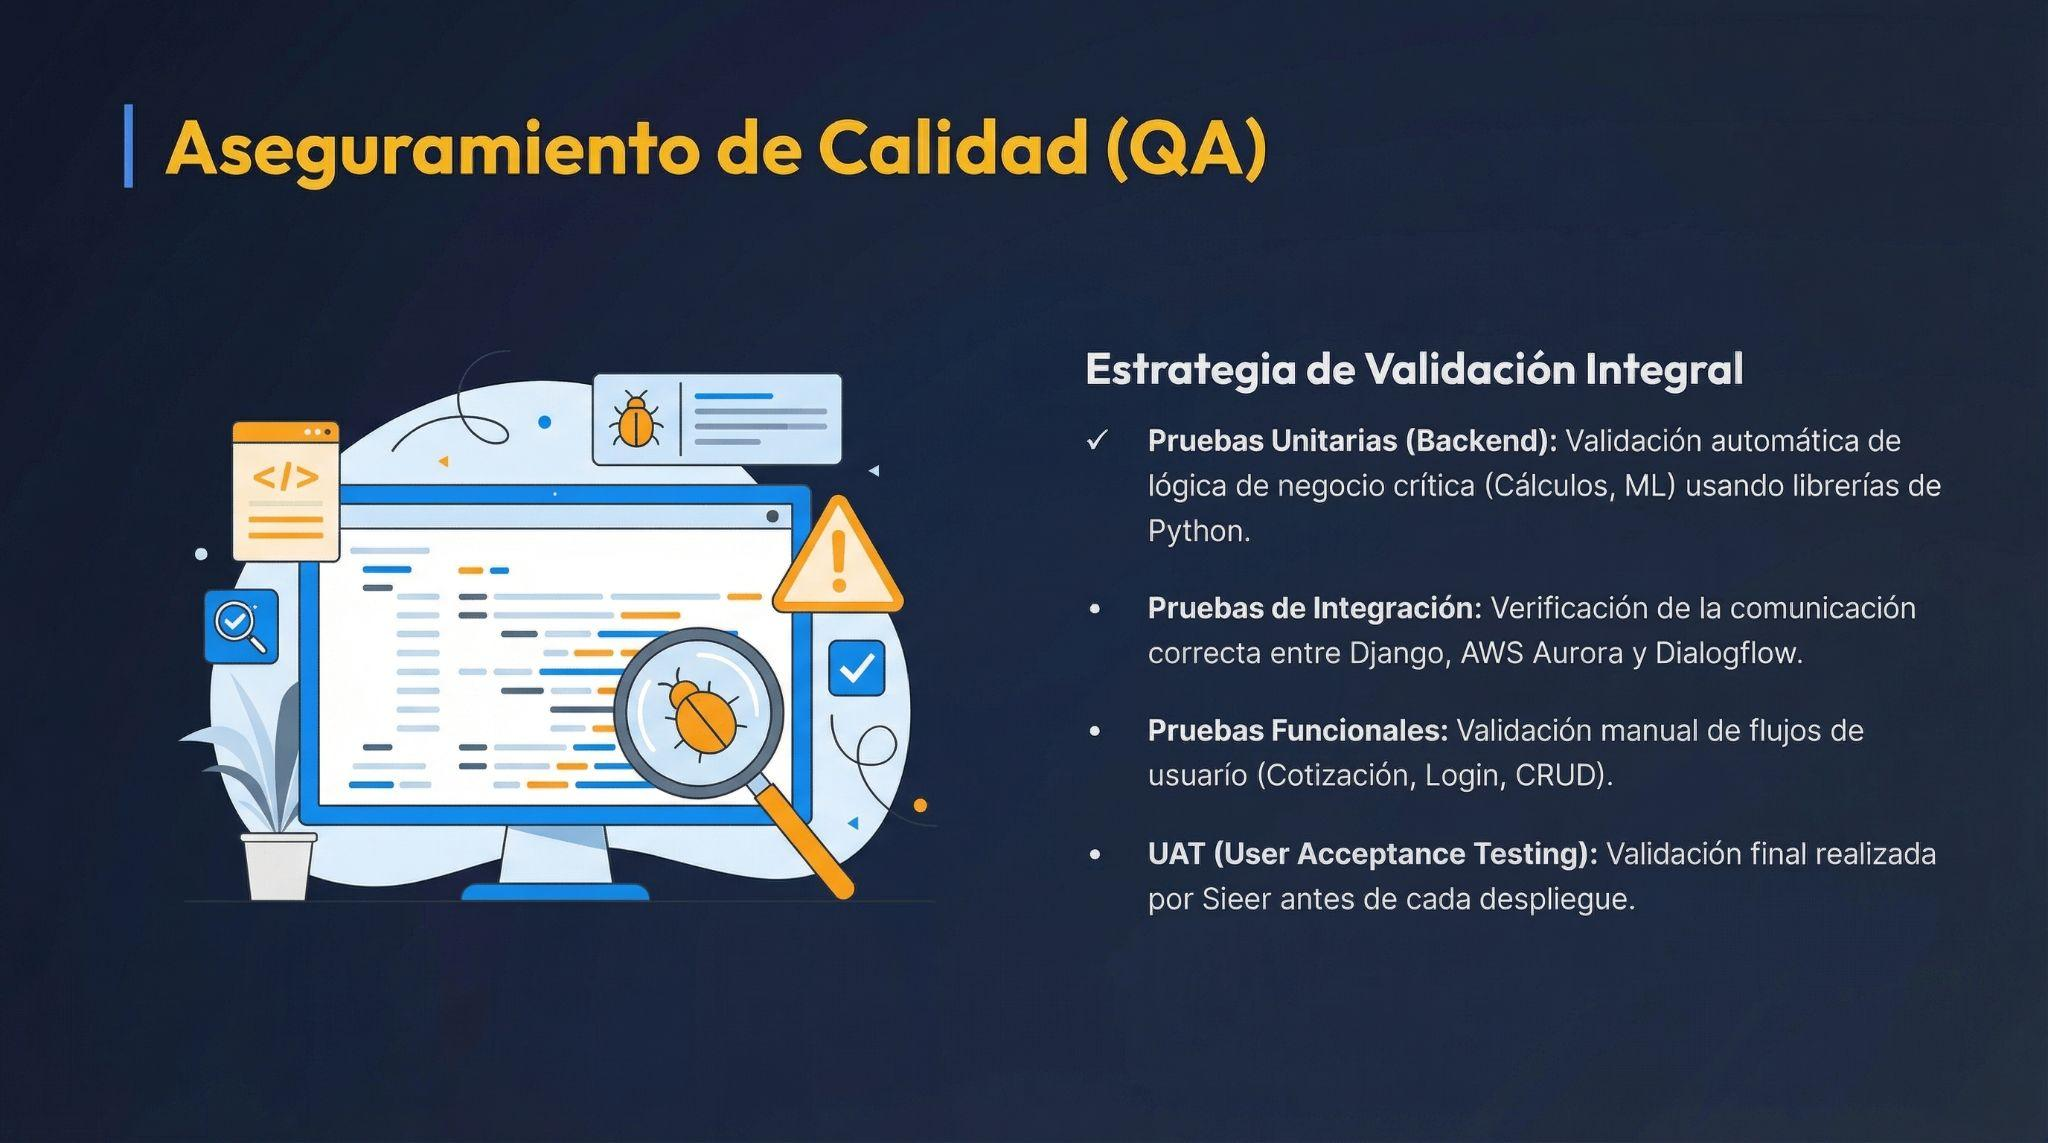 Aseguramiento de Calidad (QA)
Estrategia de Validación Integral
✓ Pruebas Unitarias (Backend): Validación automática de
lógica de negocio crítica (Cálculos, ML) usando librerías de
Python.
• Pruebas de Integración: Verificación de la comunicación
correcta entre Django, AWS Aurora y Dialogflow.
• Pruebas Funcionales: Validación manual de flujos de
usuarío (Cotización, Login, CRUD).
• UAT (User Acceptance Testing): Validación final realizada
por Sieer antes de cada despliegue.
</>